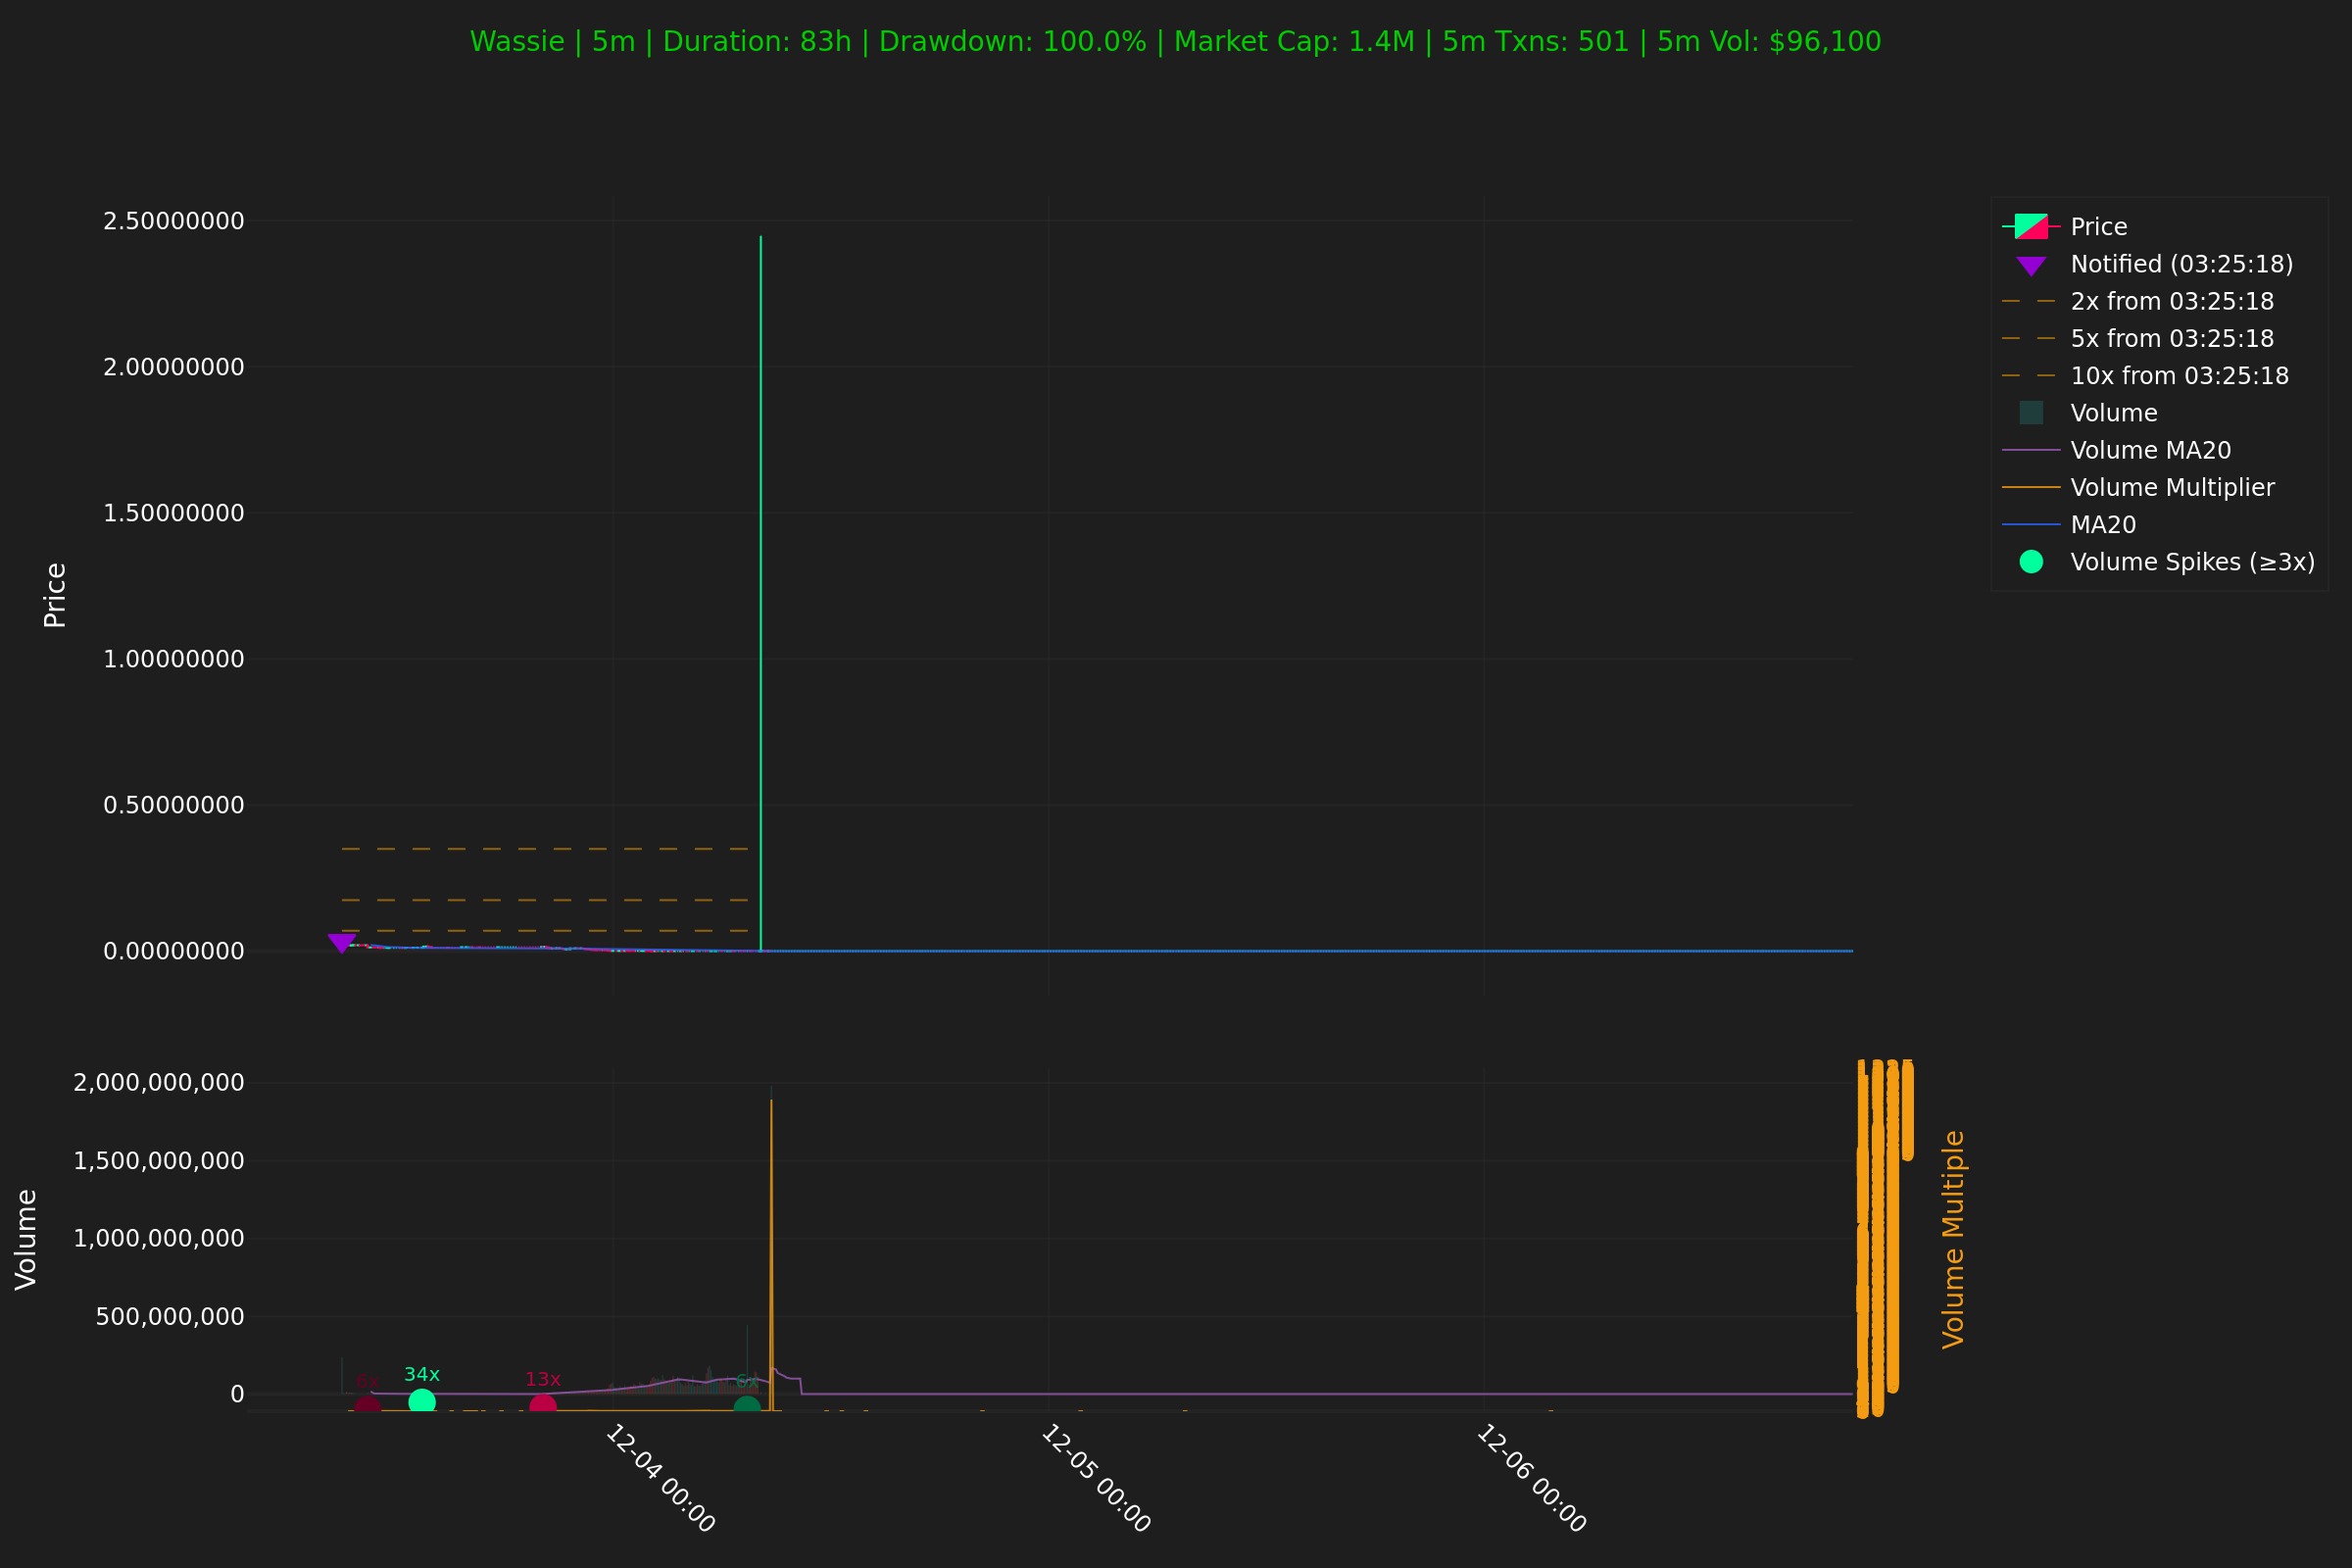 Wassie | 5m | Duration: 83h | Drawdown: 100.0% | Market Cap: 1.4M | 5m Txns: 501 | 5m Vol: $96,100
Price
2.50000000
2.00000000
1.50000000
1.00000000
0.50000000
0.00000000
Price
Notified (03:25:18)
2x from 03:25:18
5x from 03:25:18
10x from 03:25:18
Volume
Volume MA20
Volume Multiplier
MA20
Volume Spikes (≥3x)
Volume
2,000,000,000
1,500,000,000
1,000,000,000
500,000,000
0
6x
34x
13x
6x
Volume Multiple
12-04 00:00
12-05 00:00
12-06 00:00